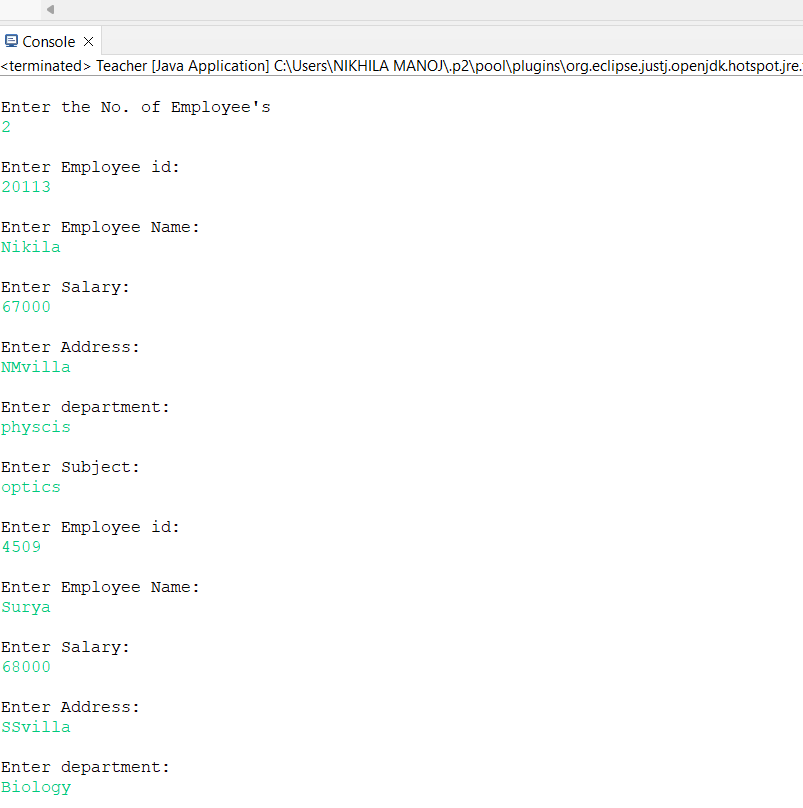 Console
<terminated> Teacher [Java Application] C:\Users\NIKHILA MANOJ\.p2\pool\plugins\org.eclipse.justj.openjdk.hotspot.jre.
Enter the No. of Employee's
2
Enter Employee id:
20113
Enter Employee Name:
Nikila
Enter Salary:
67000
Enter Address:
NMvilla
Enter department:
physcis
Enter Subject:
optics
Enter Employee id:
4509
Enter Employee Name:
Surya
Enter Salary:
68000
Enter Address:
SSvilla
Enter department:
Biology